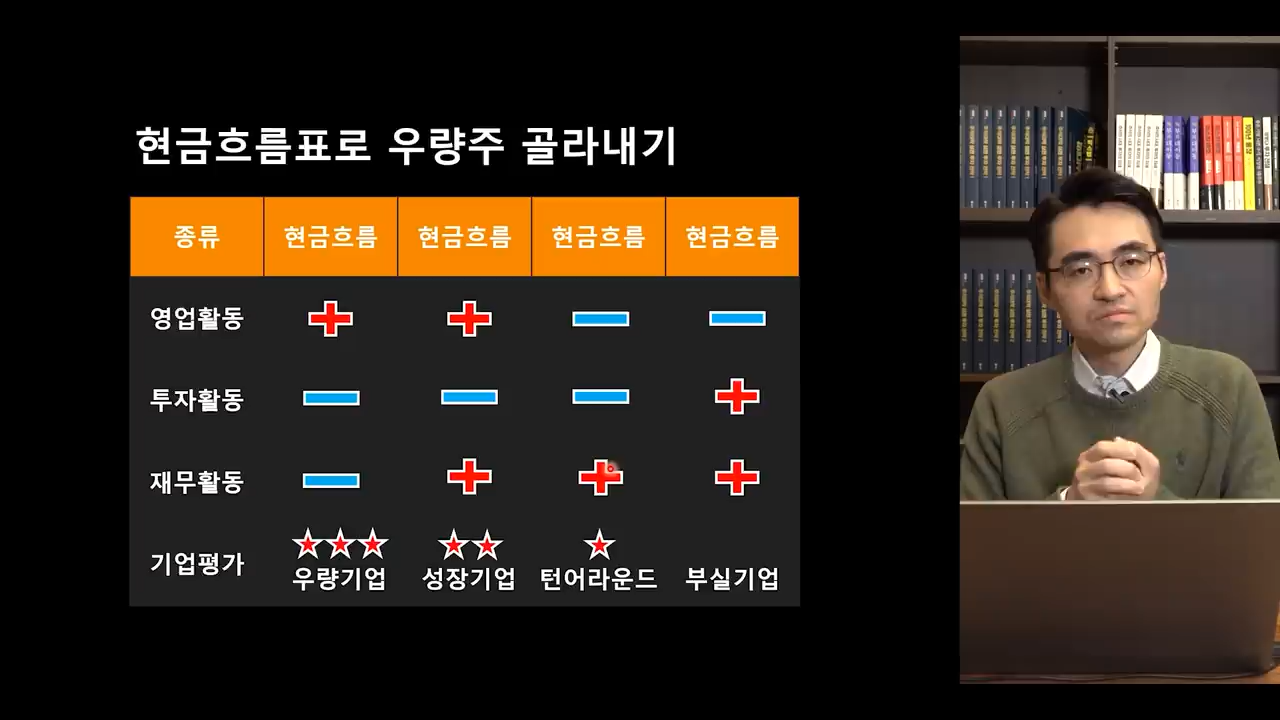 현금흐름표로 우량주 골라내기
종류 현금흐름 현금흐름 현금흐름 현금흐름
영업활동
투자활동
재무활동
기업평가
우량기업 성장기업 턴어라운드 부실기업